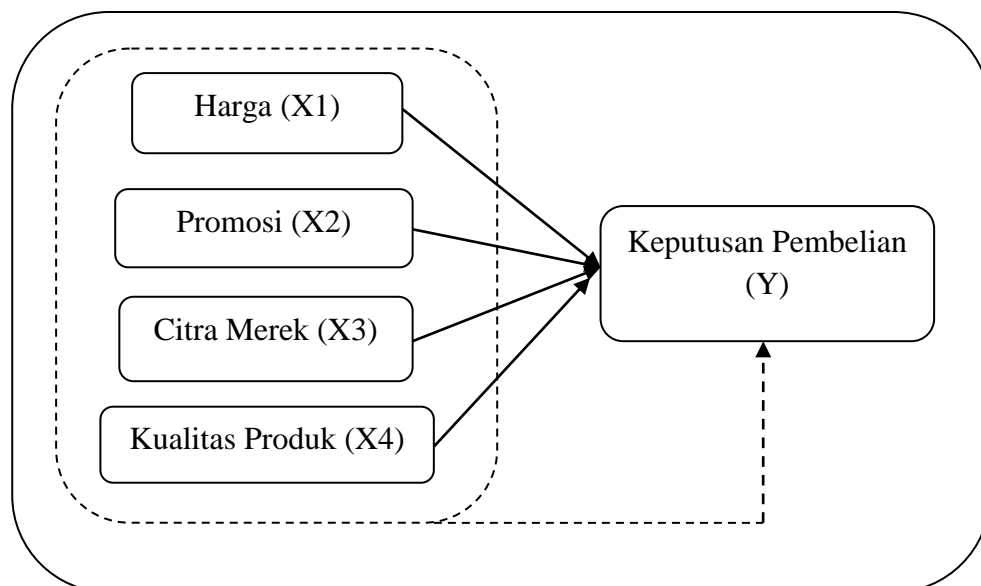 Harga (X1)
Promosi (X2)
Citra Merek (X3)
Kualitas Produk (X4)
Keputusan Pembelian
(Y)